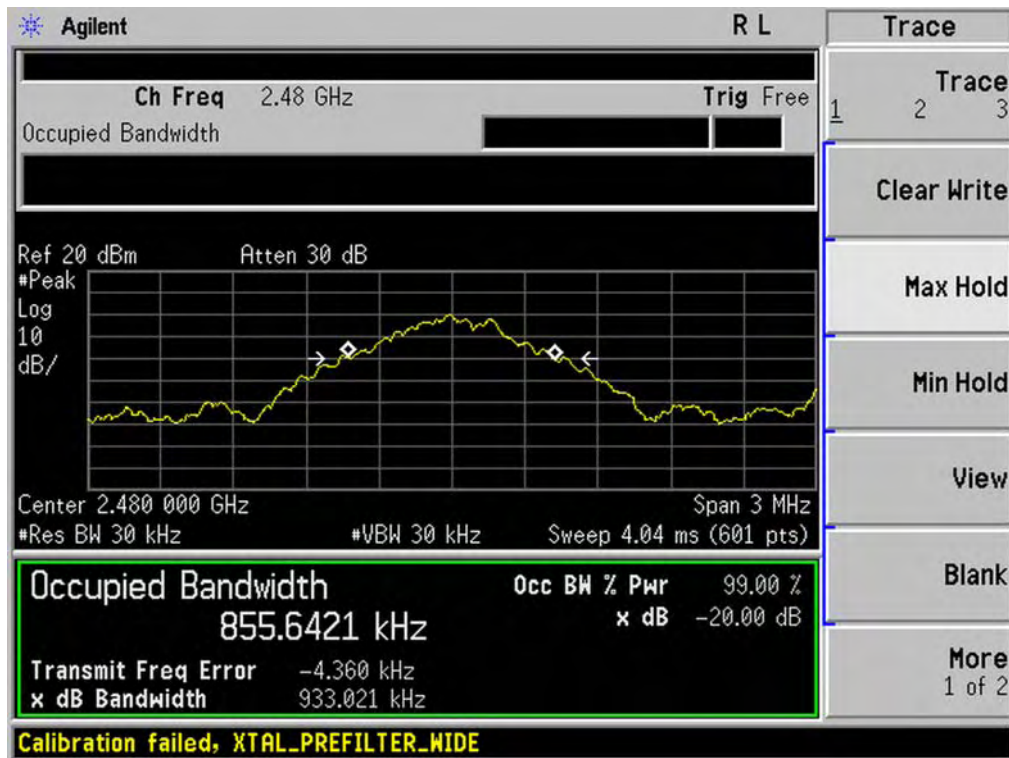 Agilent
R L
Trace
Ch Freq 2.48 GHz
Trig Free
Occupied Bandwidth
Ref 20 dBm
Atten 30 dB
#Peak
Log
10
dB/
Center 2.480 000 GHz
Span 3 MHz
#Res BW 30 kHz
#VBW 30 kHz
Sweep 4.04 ms (601 pts)
Occupied Bandwidth
855.6421 kHz
Occ BW % Pwr 99.00 %
x dB -20.00 dB
Transmit Freq Error -4.360 kHz
x dB Bandwidth 933.021 kHz
Calibration failed, XTAL_PREFILTER_WIDE
Trace
1 2 3
Clear Write
Max Hold
Min Hold
View
Blank
More
1 of 2